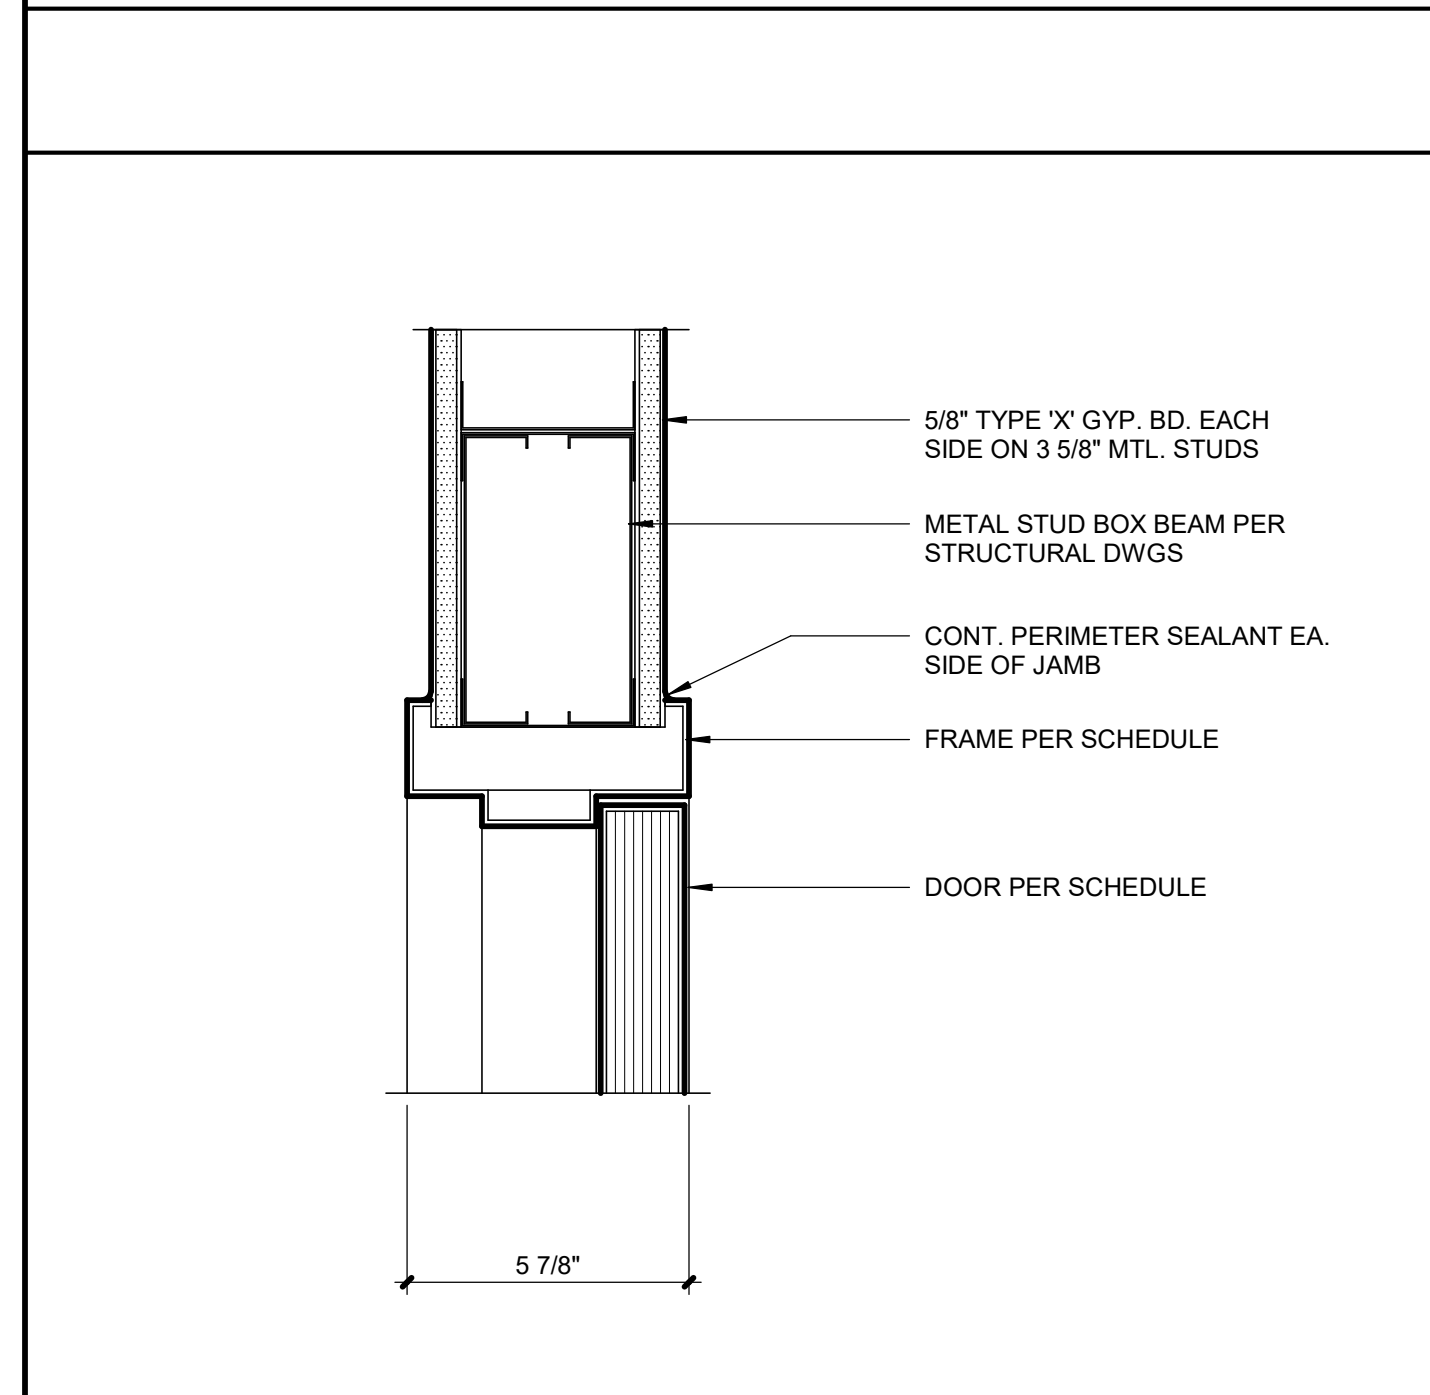 5/8" TYPE 'X' GYP. BD. EACH
SIDE ON 3 5/8" MTL. STUDS
METAL STUD BOX BEAM PER
STRUCTURAL DWGS
CONT. PERIMETER SEALANT EA.
SIDE OF JAMB
FRAME PER SCHEDULE
DOOR PER SCHEDULE
5 7/8"